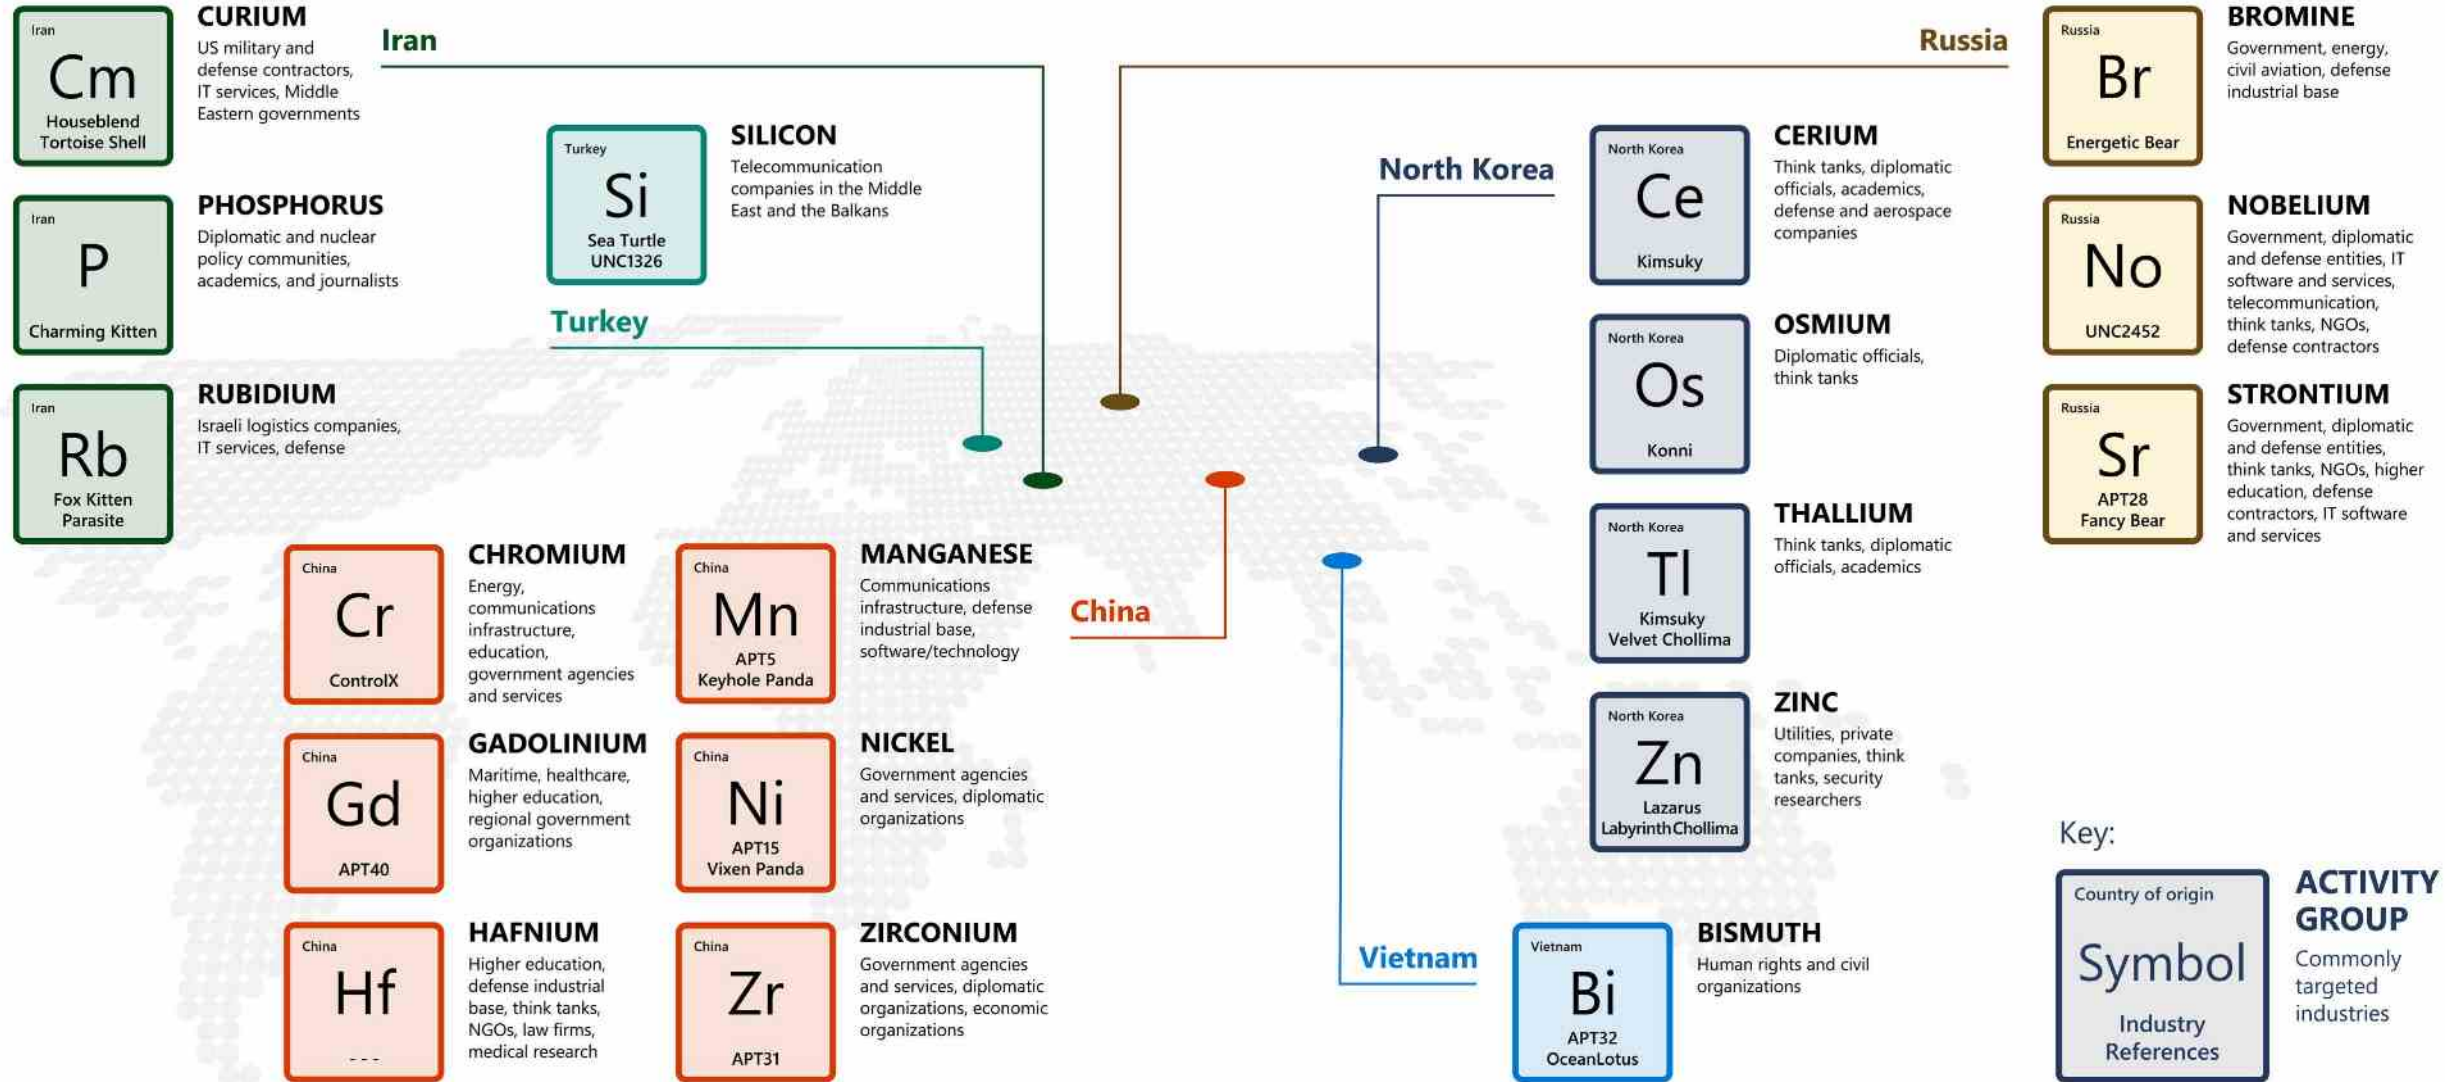 Iran
Cm
Houseblend
Tortoise Shell
CURIUM
US military and
defense contractors,
IT services, Middle
Eastern governments
Iran
P
Charming Kitten
PHOSPHORUS
Diplomatic and nuclear
policy communities,
academics, and journalists
Iran
Rb
Fox Kitten
Parasite
RUBIDIUM
Israeli logistics companies,
IT services, defense
Iran
Turkey
Si
Sea Turtle
UNC1326
SILICON
Telecommunication
companies in the Middle
East and the Balkans
Turkey
China
Cr
ControlX
CHROMIUM
Energy,
communications
infrastructure,
education,
government agencies
and services
China
Gd
APT40
GADOLINIUM
Maritime, healthcare,
higher education,
regional government
organizations
China
Hf
---
HAFNIUM
Higher education,
defense industrial
base, think tanks,
NGOs, law firms,
medical research
China
Mn
APT5
Keyhole Panda
MANGANESE
Communications
infrastructure, defense
industrial base,
software/technology
China
Ni
APT15
Vixen Panda
NICKEL
Government agencies
and services, diplomatic
organizations
China
Zr
APT31
ZIRCONIUM
Government agencies
and services, diplomatic
organizations, economic
organizations
China
North Korea
North Korea
Ce
Kimsuky
CERIUM
Think tanks, diplomatic
officials, academics,
defense and aerospace
companies
North Korea
Os
Konni
OSMIUM
Diplomatic officials,
think tanks
North Korea
Tl
Kimsuky
Velvet Chollima
THALLIUM
Think tanks, diplomatic
officials, academics
North Korea
Zn
Lazarus
Labyrinth Chollima
ZINC
Utilities, private
companies, think
tanks, security
researchers
Vietnam
Vietnam
Bi
APT32
OceanLotus
BISMUTH
Human rights and civil
organizations
Russia
Russia
Br
Energetic Bear
BROMINE
Government, energy,
civil aviation, defense
industrial base
Russia
No
UNC2452
NOBELIUM
Government, diplomatic
and defense entities, IT
software and services,
telecommunication,
think tanks, NGOs,
defense contractors
Russia
Sr
APT28
Fancy Bear
STRONTIUM
Government, diplomatic
and defense entities,
think tanks, NGOs, higher
education, defense
contractors, IT software
and services
Key:
Country of origin
Symbol
Industry
References
ACTIVITY
GROUP
Commonly
targeted
industries